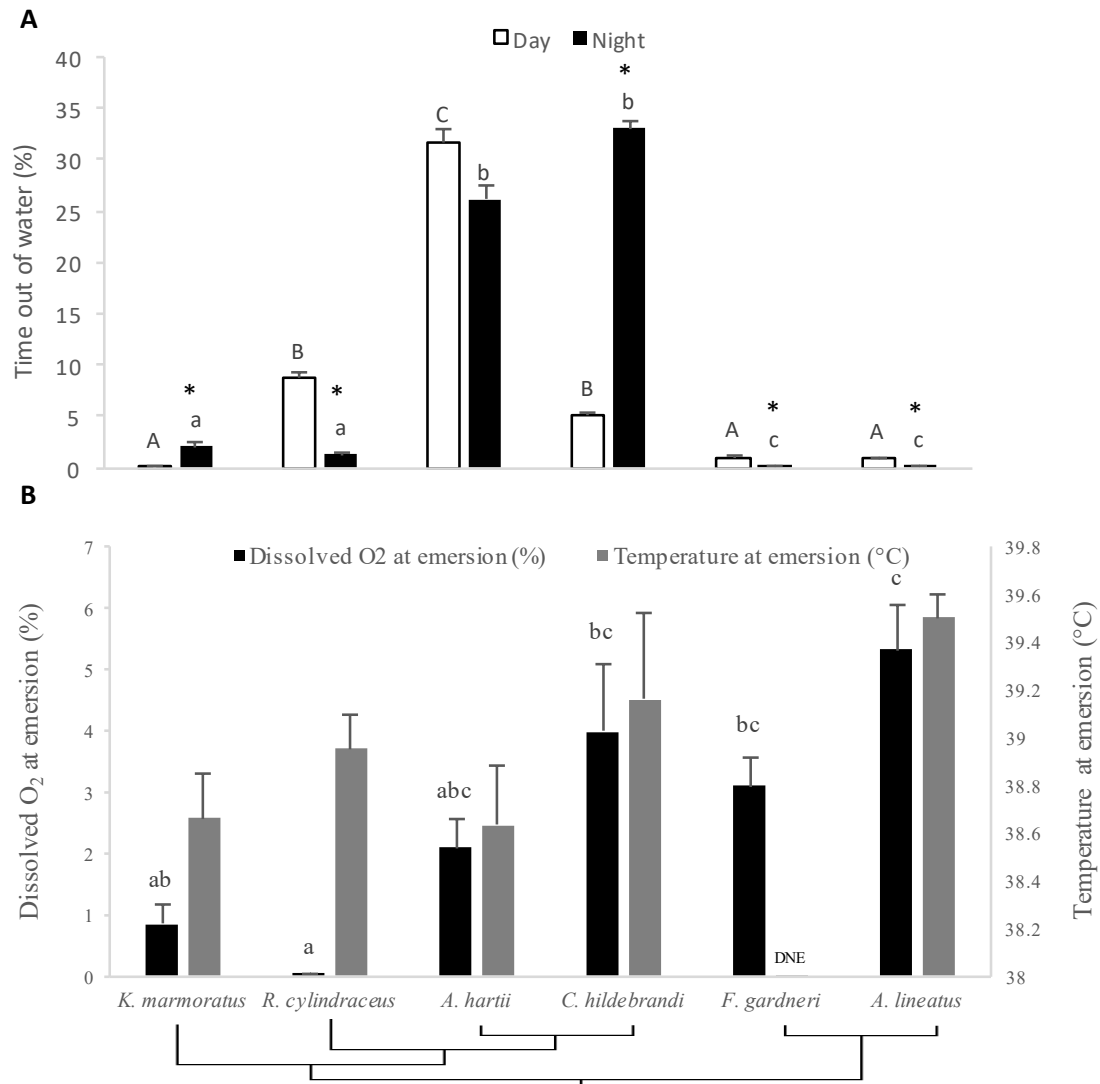 A
Day Night
Time out of water (%)
40
35
30
25
20
15
10
5
0
A
*
a
B
*
a
C
b
B
*
b
A
*
c
A
*
c
B
Dissolved O2 at emersion (%) Temperature at emersion (°C)
Dissolved O2 at emersion (%)
7
6
5
4
3
2
1
0
ab
a
abc
bc
bc
DNE
c
39.8
39.6
39.4
39.2
39
38.8
38.6
38.4
38.2
38
Temperature at emersion (°C)
K. marmoratus R. cylindraceus A. hartii C. hildebrandi F. gardneri A. lineatus